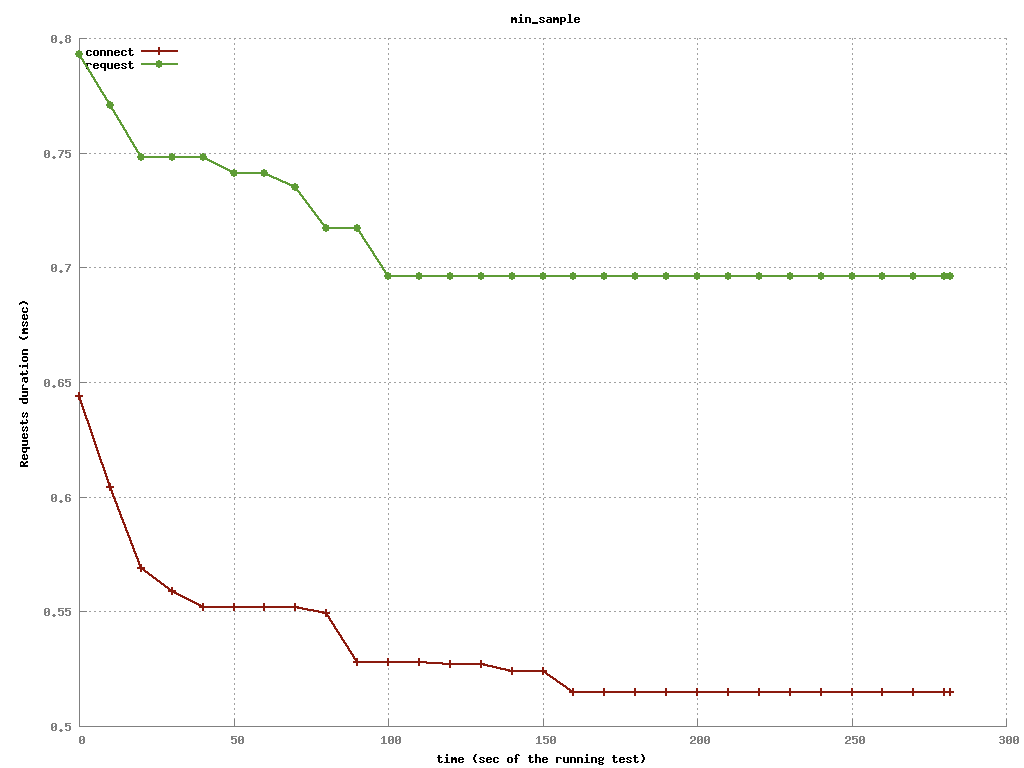 min_sample
connect
request
0.8
0.75
0.7
0.65
0.6
0.55
0.5
Requests duration (msec)
0 50 100 150 200 250 300
time (sec of the running test)